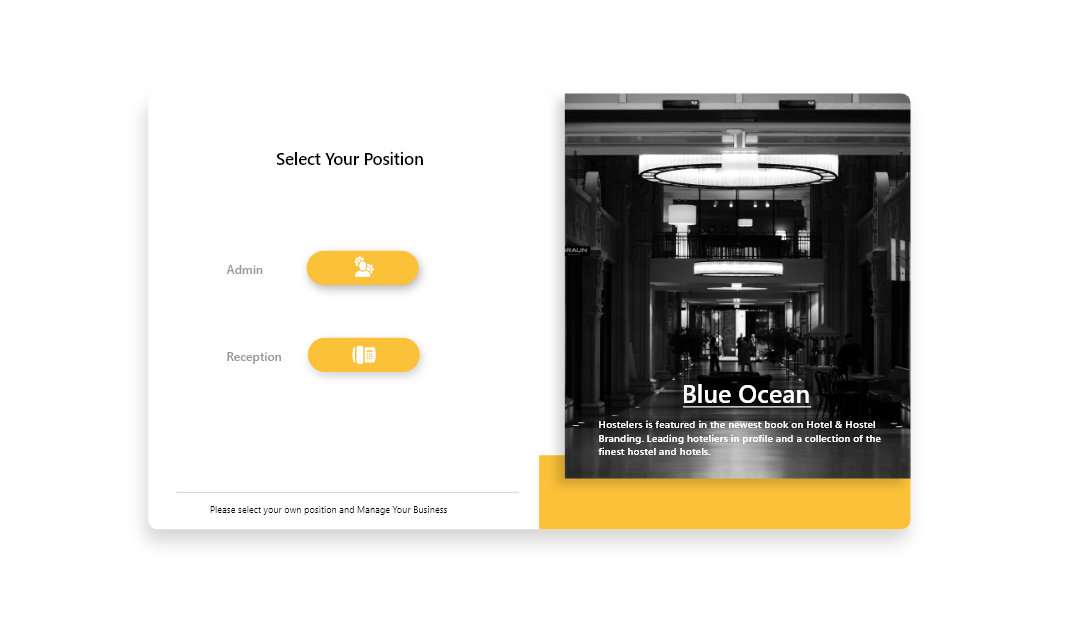 Select Your Position
Admin
Reception
Please select your own position and Manage Your Business
BRAUN
Blue Ocean
Hostelers is featured in the newest book on Hotel & Hostel
Branding. Leading hoteliers in profile and a collection of the
finest hostel and hotels.